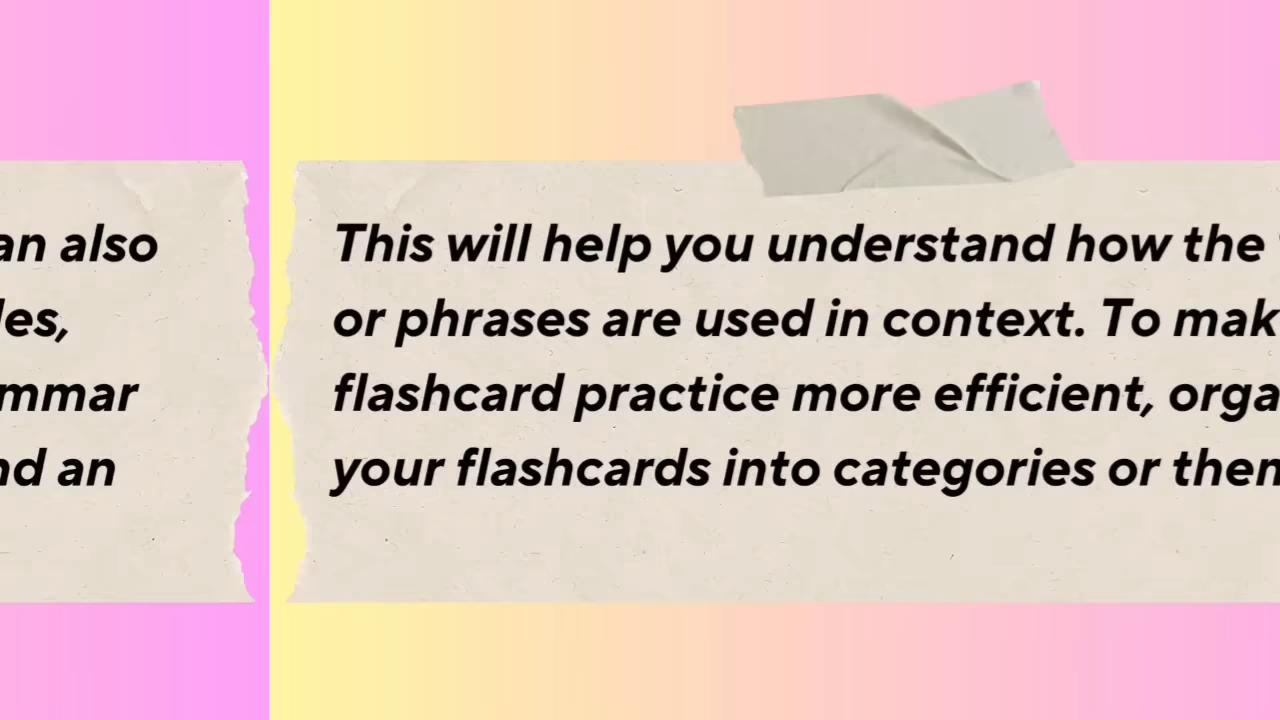 an also
les,
mmar
nd an
This will help you understand how the
or phrases are used in context. To mak
flashcard practice more efficient, orga
your flashcards into categories or them